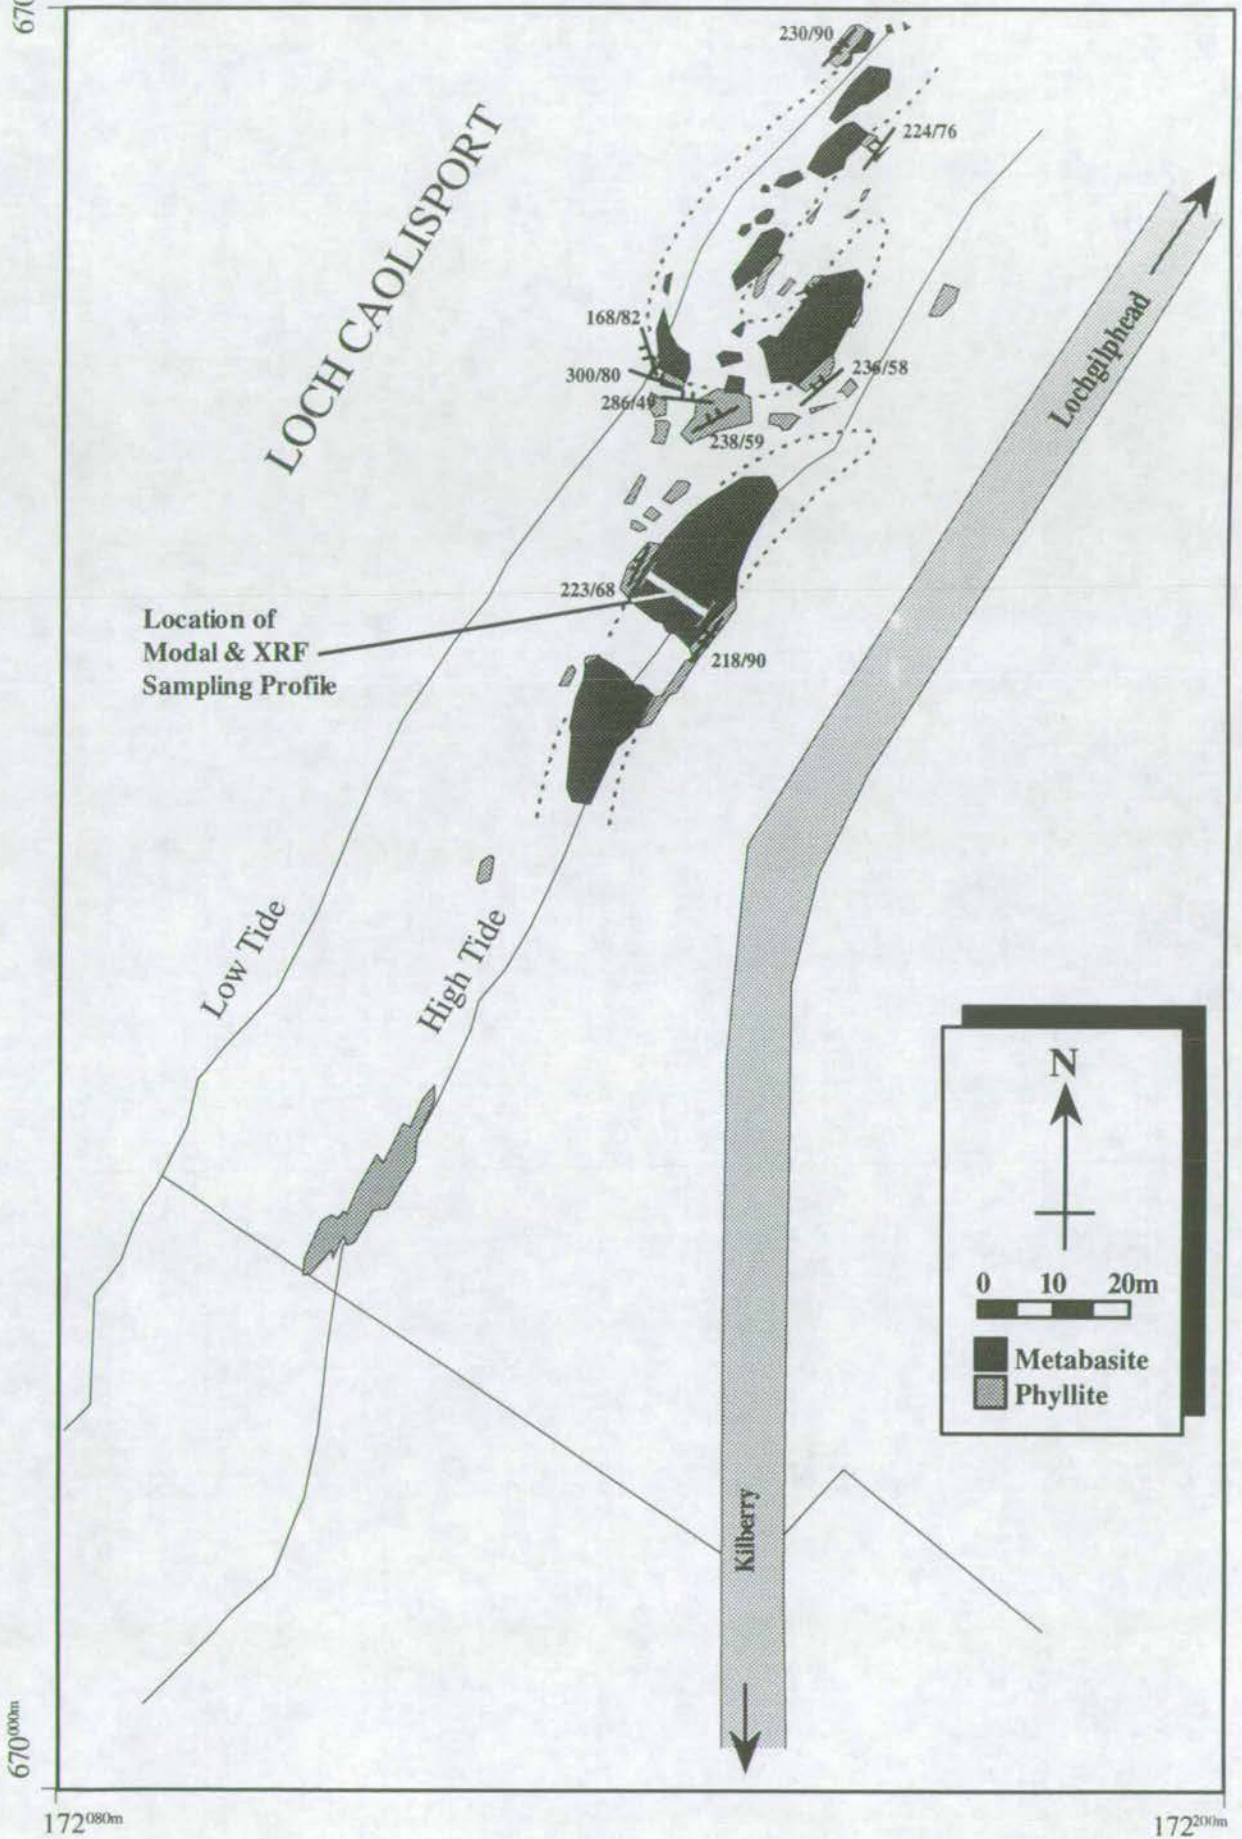 670
230/90
224/76
LOCH CAOLISPORT
168/82
300/80
286/49
236/58
238/59
Lochgilphead
223/68
Location of
Modal & XRF
Sampling Profile
218/90
Low Tide
High Tide
N
0 10 20m
Metabasite
Phyllite
Kilberry
670000m
172080m
172200m